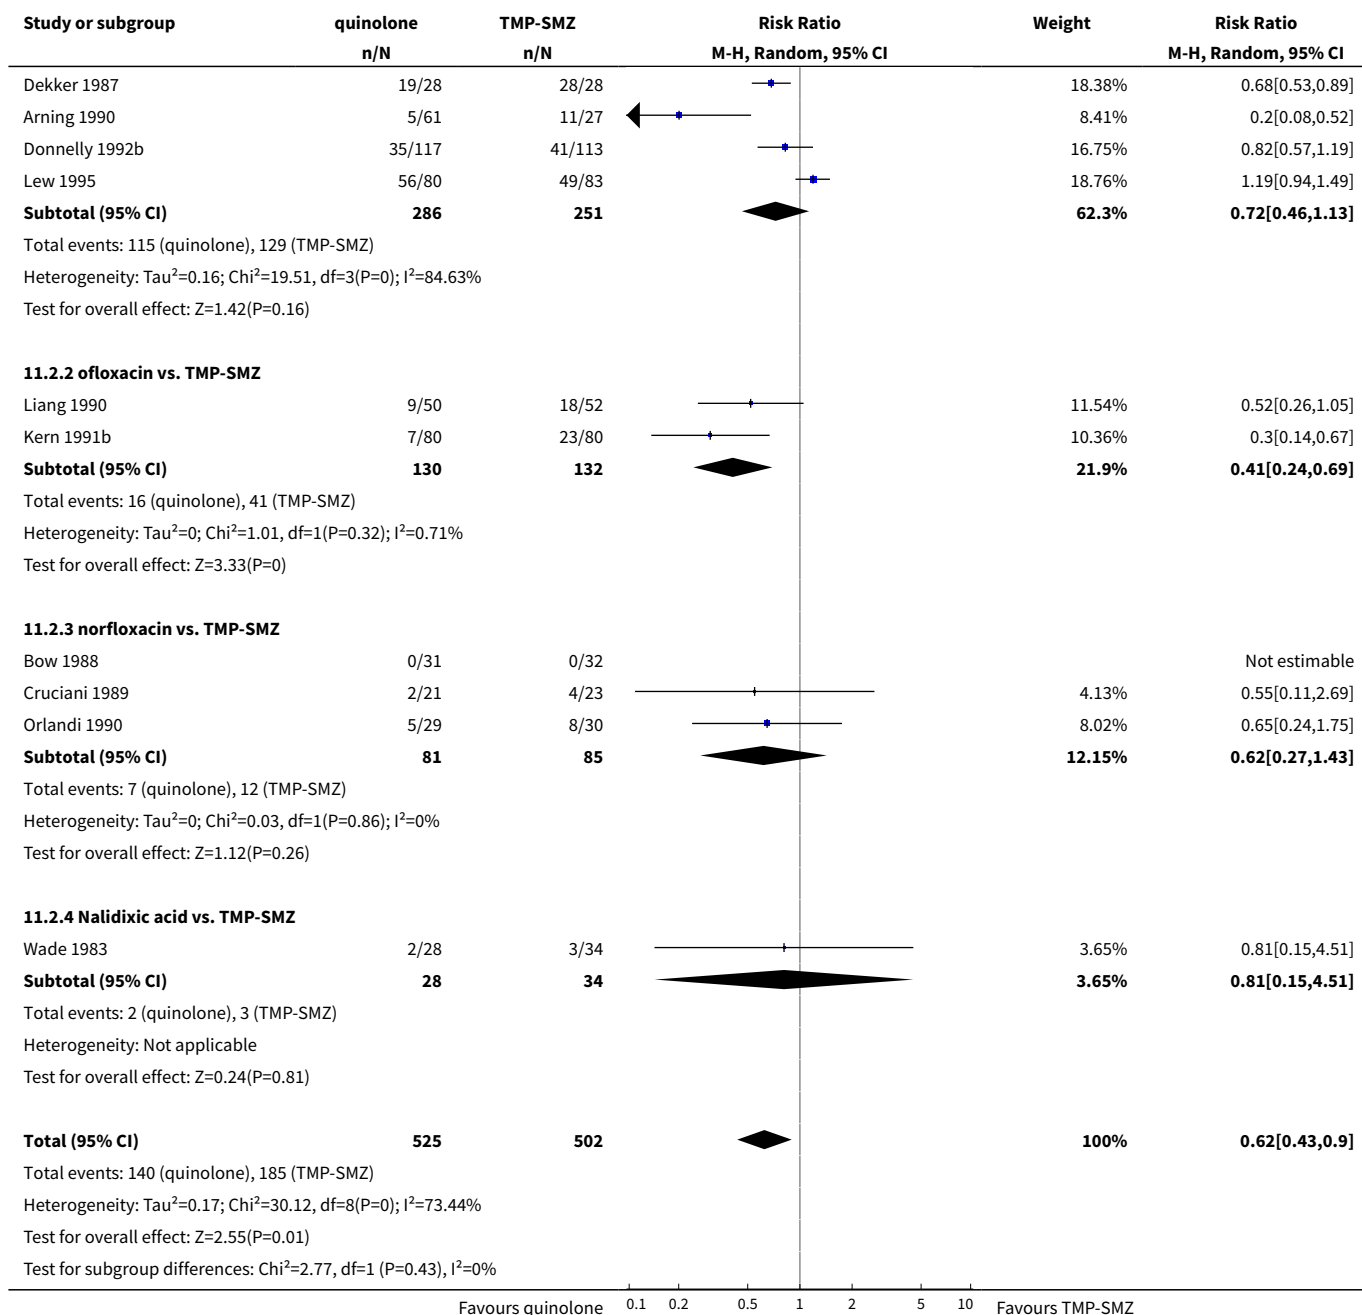 Study or subgroup quinolone TMP-SMZ Risk Ratio Weight Risk Ratio
n/N n/N M-H, Random, 95% CI M-H, Random, 95% CI
Dekker 1987 19/28 28/28 18.38% 0.68[0.53,0.89]
Arning 1990 5/61 11/27 8.41% 0.2[0.08,0.52]
Donnelly 1992b 35/117 41/113 16.75% 0.82[0.57,1.19]
Lew 1995 56/80 49/83 18.76% 1.19[0.94,1.49]
Subtotal (95% CI) 286 251 62.3% 0.72[0.46,1.13]
Total events: 115 (quinolone), 129 (TMP-SMZ)
Heterogeneity: Tau²=0.16; Chi²=19.51, df=3(P=0); I²=84.63%
Test for overall effect: Z=1.42(P=0.16)
11.2.2 ofloxacin vs. TMP-SMZ
Liang 1990 9/50 18/52 11.54% 0.52[0.26,1.05]
Kern 1991b 7/80 23/80 10.36% 0.3[0.14,0.67]
Subtotal (95% CI) 130 132 21.9% 0.41[0.24,0.69]
Total events: 16 (quinolone), 41 (TMP-SMZ)
Heterogeneity: Tau²=0; Chi²=1.01, df=1(P=0.32); I²=0.71%
Test for overall effect: Z=3.33(P=0)
11.2.3 norfloxacin vs. TMP-SMZ
Bow 1988 0/31 0/32 Not estimable
Cruciani 1989 2/21 4/23 4.13% 0.55[0.11,2.69]
Orlandi 1990 5/29 8/30 8.02% 0.65[0.24,1.75]
Subtotal (95% CI) 81 85 12.15% 0.62[0.27,1.43]
Total events: 7 (quinolone), 12 (TMP-SMZ)
Heterogeneity: Tau²=0; Chi²=0.03, df=1(P=0.86); I²=0%
Test for overall effect: Z=1.12(P=0.26)
11.2.4 Nalidixic acid vs. TMP-SMZ
Wade 1983 2/28 3/34 3.65% 0.81[0.15,4.51]
Subtotal (95% CI) 28 34 3.65% 0.81[0.15,4.51]
Total events: 2 (quinolone), 3 (TMP-SMZ)
Heterogeneity: Not applicable
Test for overall effect: Z=0.24(P=0.81)
Total (95% CI) 525 502 100% 0.62[0.43,0.9]
Total events: 140 (quinolone), 185 (TMP-SMZ)
Heterogeneity: Tau²=0.17; Chi²=30.12, df=8(P=0); I²=73.44%
Test for overall effect: Z=2.55(P=0.01)
Test for subgroup differences: Chi²=2.77, df=1 (P=0.43), I²=0%
Favours quinolone 0.1 0.2 0.5 1 2 5 10 Favours TMP-SMZ